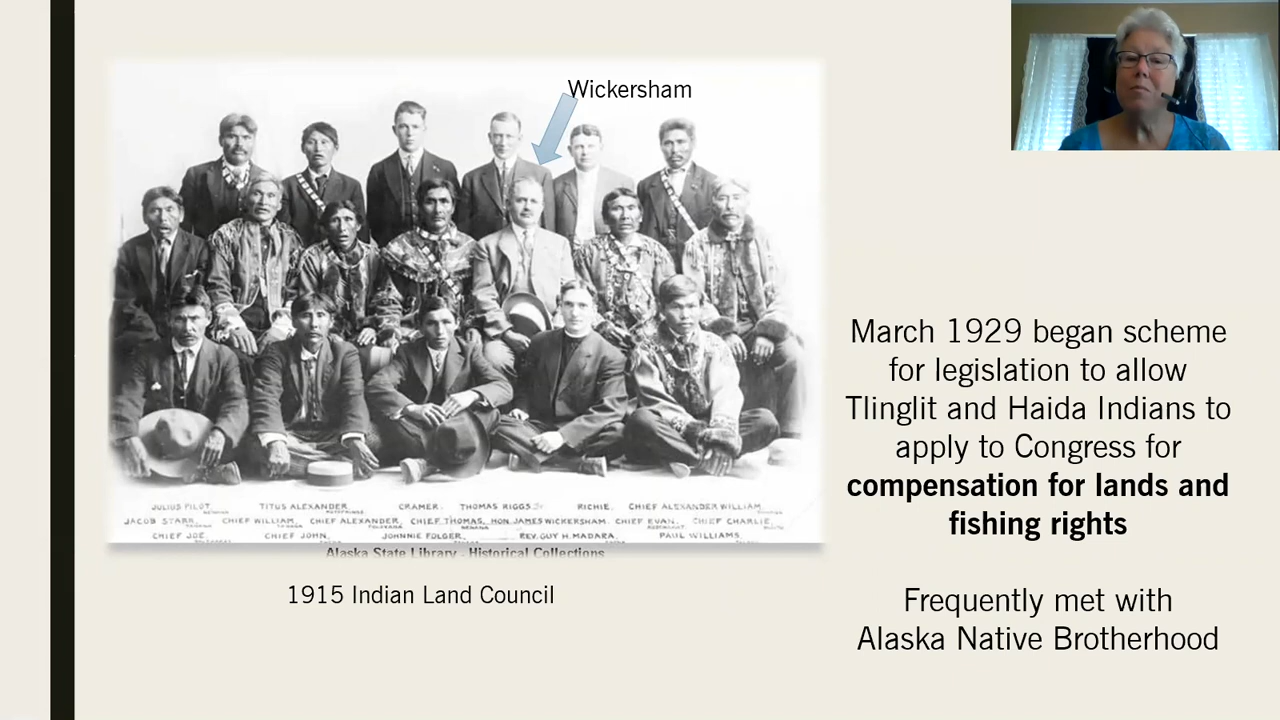 Wickersham
JULIUS PILOT. TITUS ALEXANDER CRAMER. THOMAS RIGGS Jr RICHIE. CHIEF ALEXANDER WILLIAM.
JACOB STARR. CHIEF WILLIAM. CHIEF ALEXANDER. CHIEF THOMAS. HON. JAMES WICKERSHAM. CHIEF EVAN. CHIEF CHARLIE.
CHIEF JOE. CHIEF JOHN. JOHNNIE FOLGER. REV. GUY H. MADARA. PAUL WILLIAMS.
Alaska State Library - Historical Collections
1915 Indian Land Council
March 1929 began scheme
for legislation to allow
Tlinglit and Haida Indians to
apply to Congress for
compensation for lands and
fishing rights
Frequently met with
Alaska Native Brotherhood